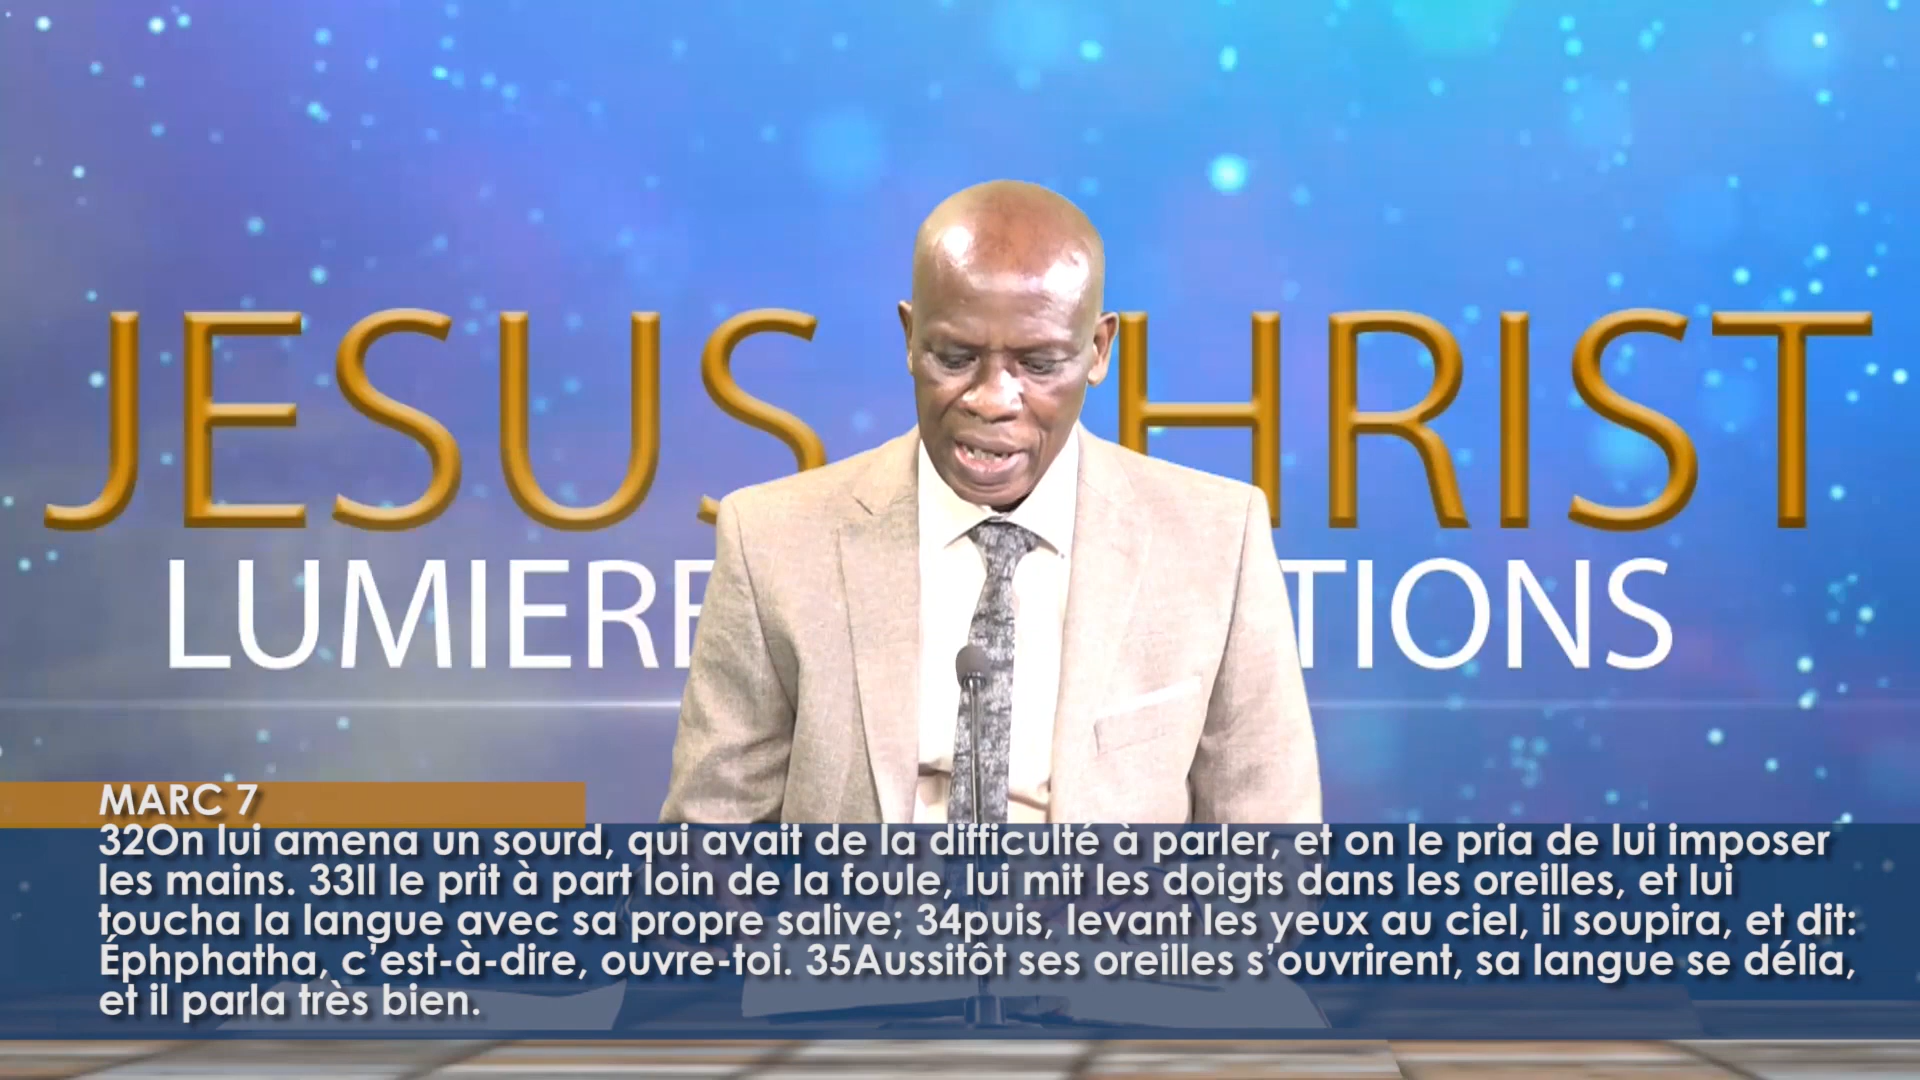 JESUS CHRIST
LUMIERE TIONS
MARC 7
32On lui amena un sourd, qui avait de la difficulté à parler, et on le pria de lui imposer
les mains. 33Il le prit à part loin de la foule, lui mit les doigts dans les oreilles, et lui
toucha la langue avec sa propre salive; 34puis, levant les yeux au ciel, il soupira, et dit:
Éphphatha, c’est-à-dire, ouvre-toi. 35Aussitôt ses oreilles s’ouvrirent, sa langue se délia,
et il parla très bien.